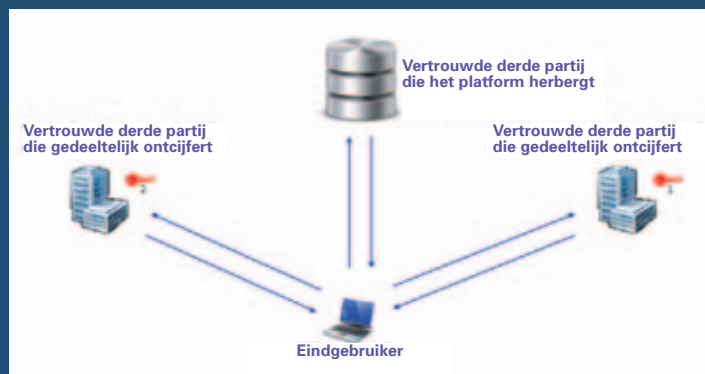 Vertrouwde derde partij
die het platform herbergt
Vertrouwde derde partij
die gedeeltelijk ontcijfert
Vertrouwde derde partij
die gedeeltelijk ontcijfert
Eindgebruiker